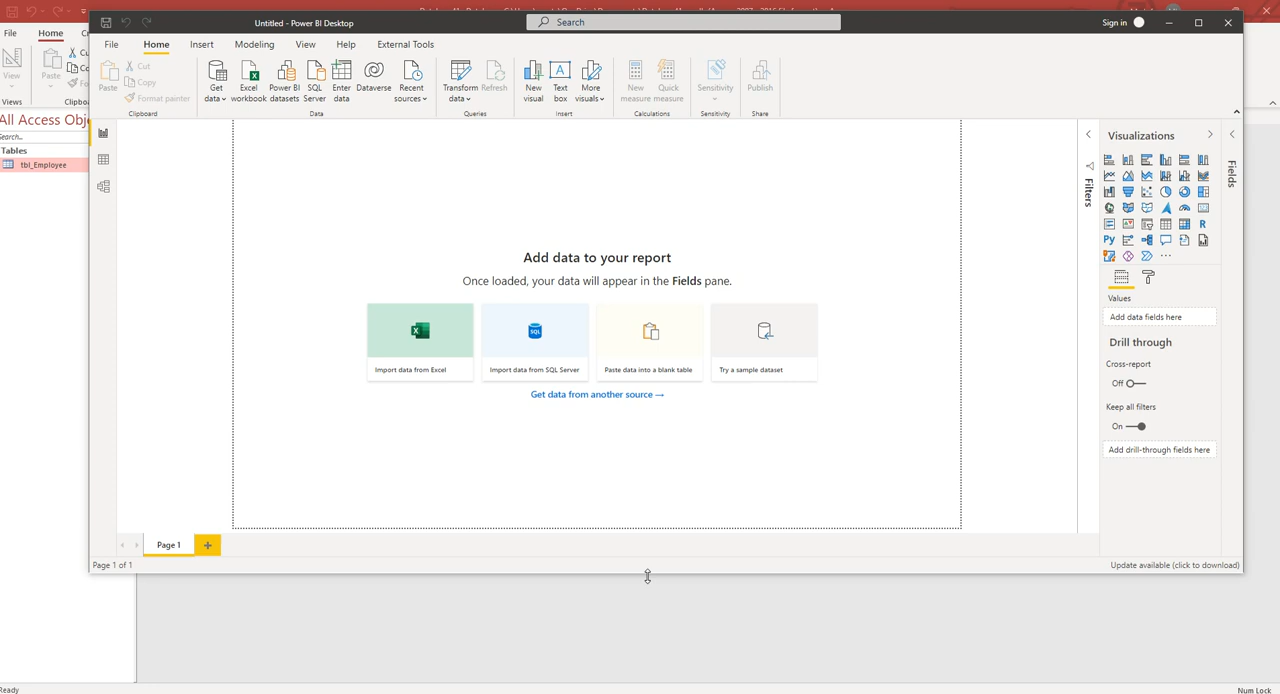 Untitled - Power BI Desktop
Search
Sign in
File
Home
File Home Insert Modeling View Help External Tools
View
Views
Paste
Clipboard
Paste
Cut
Copy
Format painter
Clipboard
Get data
Excel workbook
Power BI datasets
SQL Server
Enter data
Dataverse
Recent sources
Data
Transform data
Refresh
Queries
New visual
Text box
More visuals
Insert
New measure
Quick measure
Calculations
Sensitivity
Sensitivity
Publish
Share
All Access Obj
Search...
Tables
tbl_Employee
Add data to your report
Once loaded, your data will appear in the Fields pane.
Import data from Excel
Import data from SQL Server
Paste data into a blank table
Try a sample dataset
Get data from another source →
Filters
Visualizations
R
Py
Values
Add data fields here
Drill through
Cross-report
Off
Keep all filters
On
Add drill-through fields here
Fields
Page 1
Page 1 of 1
Update available (click to download)
Ready
Num Lock